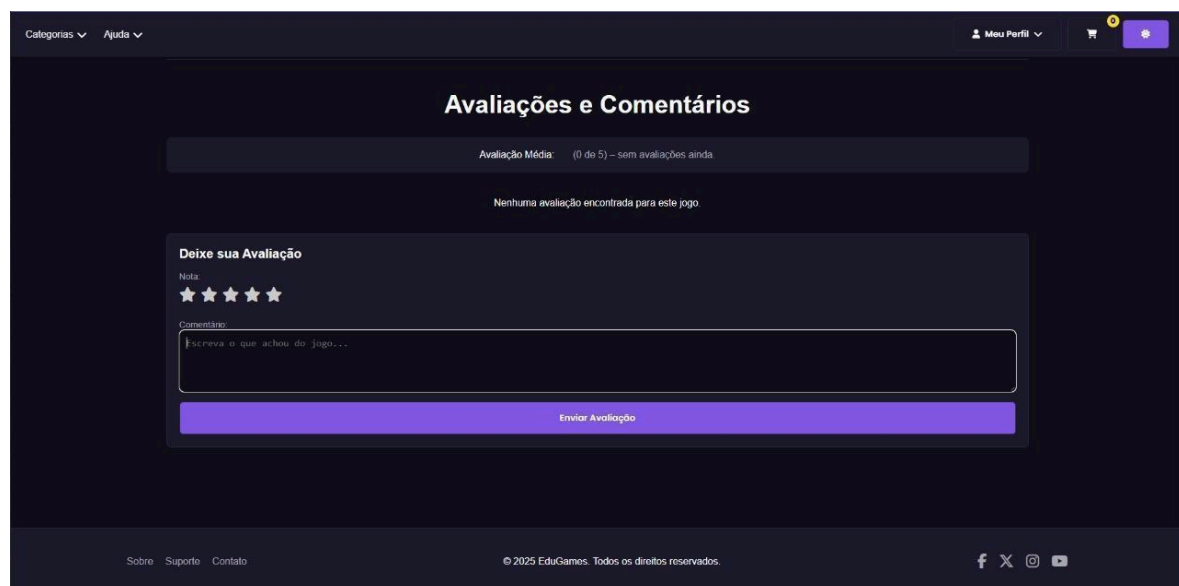 Categorias Ajuda Meu Perfil 0
Avaliações e Comentários
Avaliação Média: (0 de 5) – sem avaliações ainda.
Nenhuma avaliação encontrada para este jogo.
Deixe sua Avaliação
Nota:
Comentário:
Escreva o que achou do jogo...
Enviar Avaliação
Sobre Suporte Contato © 2025 EduGames. Todos os direitos reservados.